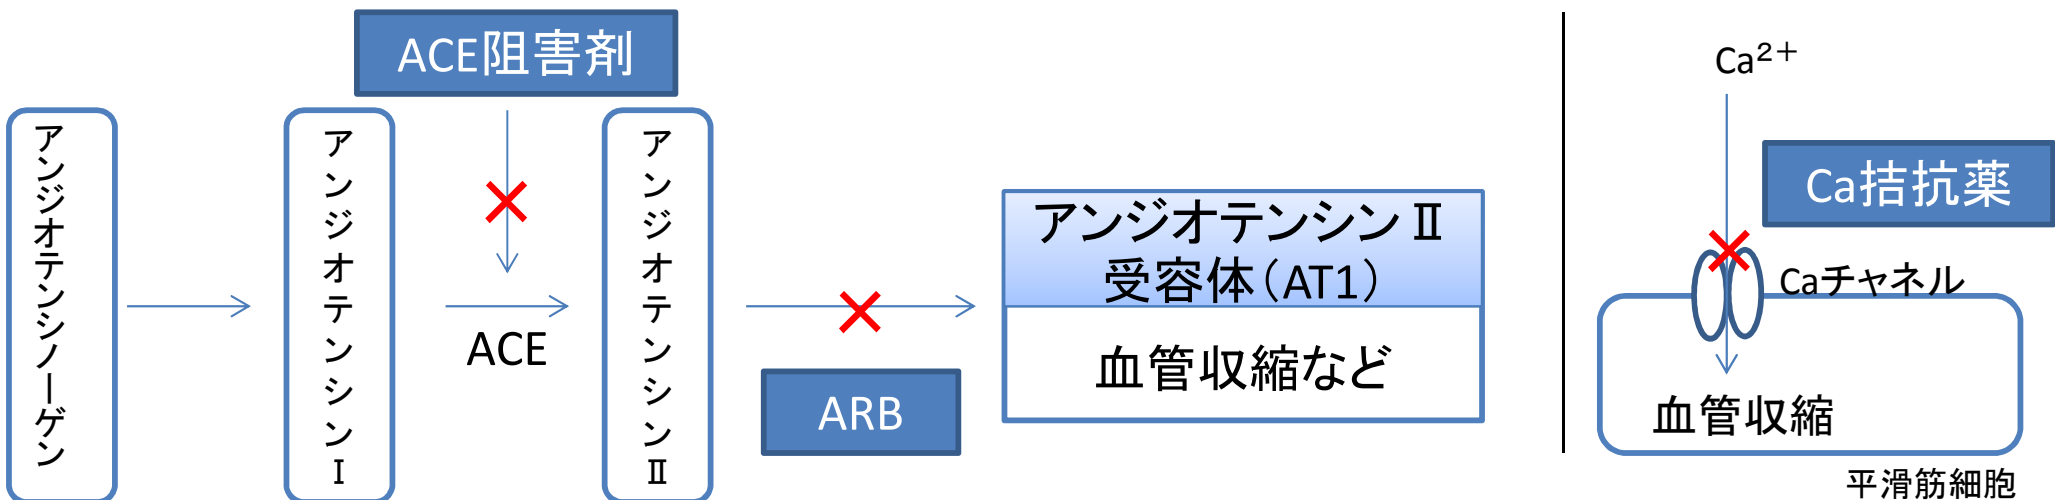 ACE阻害剤
アンジオテンシノーゲン
アンジオテンシンⅠ
ACE
アンジオテンシンⅡ
ARB
アンジオテンシンⅡ
受容体（AT1）
血管収縮など
Ca²⁺
Ca拮抗薬
Caチャネル
血管収縮
平滑筋細胞